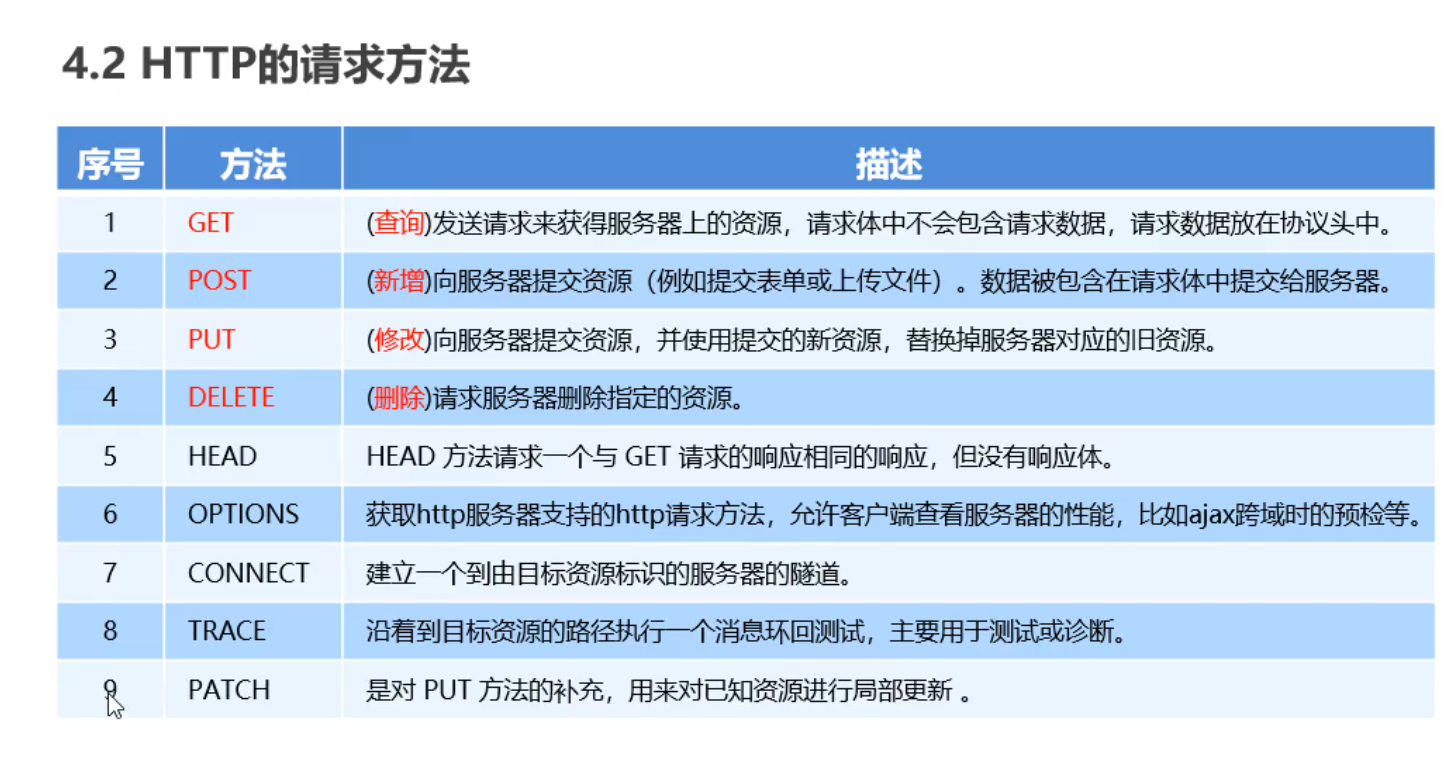 4.2 HTTP的请求方法
序号 方法 描述
1 GET (查询)发送请求来获得服务器上的资源，请求体中不会包含请求数据，请求数据放在协议头中。
2 POST (新增)向服务器提交资源（例如提交表单或上传文件）。数据被包含在请求体中提交给服务器。
3 PUT (修改)向服务器提交资源，并使用提交的新资源，替换掉服务器对应的旧资源。
4 DELETE (删除)请求服务器删除指定的资源。
5 HEAD HEAD 方法请求一个与 GET 请求的响应相同的响应，但没有响应体。
6 OPTIONS 获取http服务器支持的http请求方法，允许客户端查看服务器的性能，比如ajax跨域时的预检等。
7 CONNECT 建立一个到由目标资源标识的服务器的隧道。
8 TRACE 沿着到目标资源的路径执行一个消息环回测试，主要用于测试或诊断。
9 PATCH 是对 PUT 方法的补充，用来对已知资源进行局部更新 。